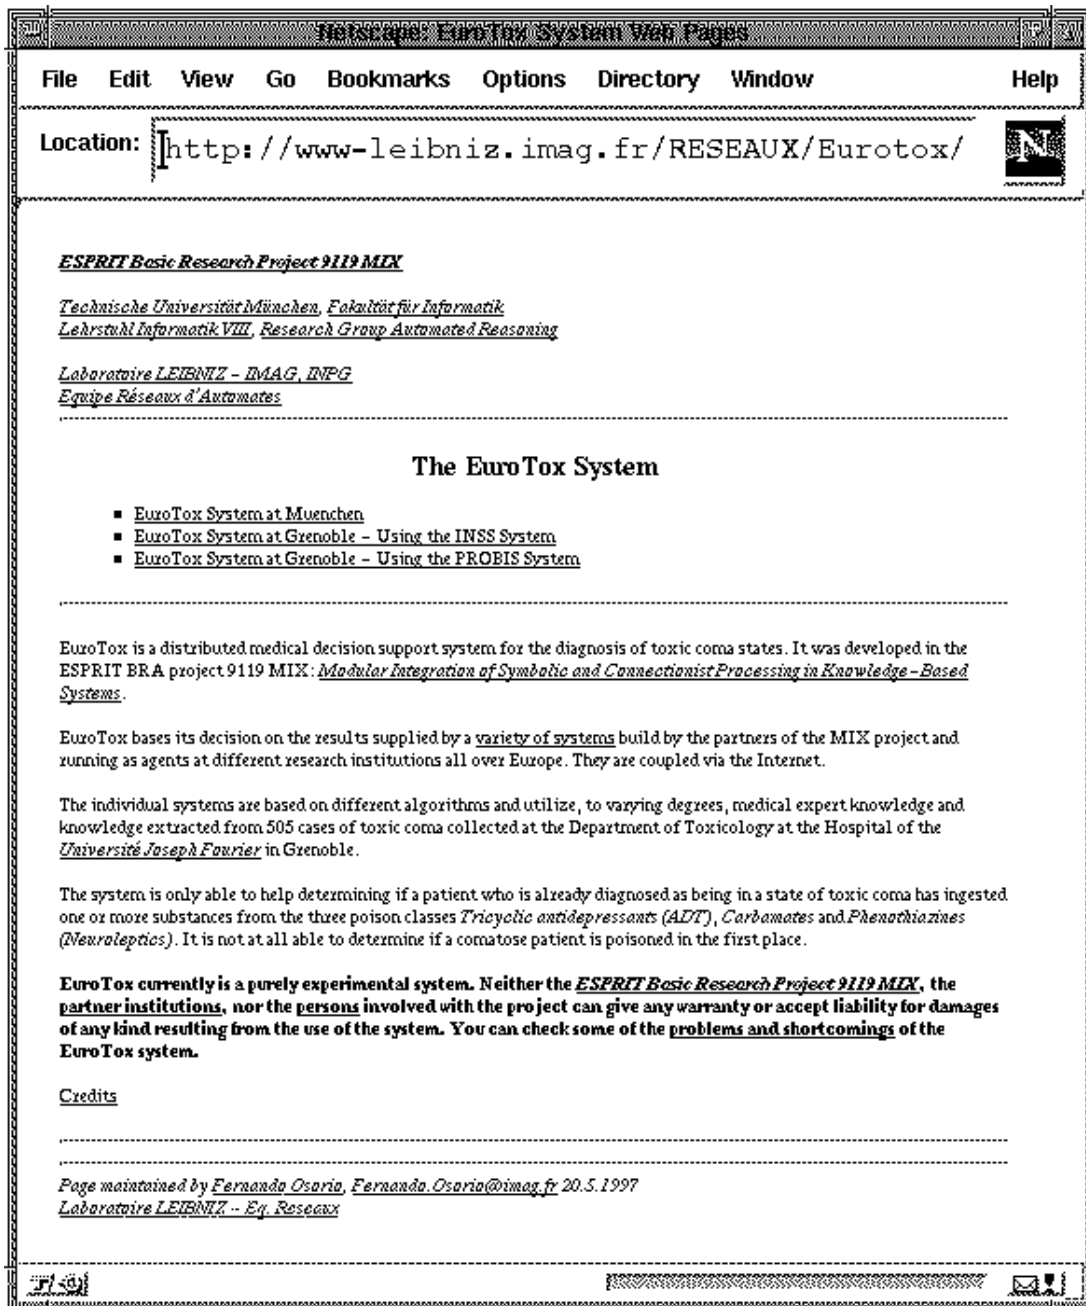 Netscape: EuroTox System Web Pages
File Edit View Go Bookmarks Options Directory Window Help
Location: http://www-leibniz.imag.fr/RESEAUX/Eurotox/
N
ESPRIT Basic Research Project 9119 MIX
Technische Universität München, Fakultät für Informatik
Lehrstuhl Informatik VIII, Research Group Automated Reasoning
Laboratoire LEIBNIZ – IMAG, INPG
Equipe Réseaux d'Automates
The EuroTox System
EuroTox System at Muenchen
EuroTox System at Grenoble – Using the INSS System
EuroTox System at Grenoble – Using the PROBIS System
EuroTox is a distributed medical decision support system for the diagnosis of toxic coma states. It was developed in the
ESPRIT BRA project 9119 MIX: Modular Integration of Symbolic and Connectionist Processing in Knowledge–Based
Systems.
EuroTox bases its decision on the results supplied by a variety of systems build by the partners of the MIX project and
running as agents at different research institutions all over Europe. They are coupled via the Internet.
The individual systems are based on different algorithms and utilize, to varying degrees, medical expert knowledge and
knowledge extracted from 505 cases of toxic coma collected at the Department of Toxicology at the Hospital of the
Université Joseph Fourier in Grenoble.
The system is only able to help determining if a patient who is already diagnosed as being in a state of toxic coma has ingested
one or more substances from the three poison classes Tricyclic antidepressants (ADT), Carbamates and Phenothiazines
(Neuroleptics). It is not at all able to determine if a comatose patient is poisoned in the first place.
EuroTox currently is a purely experimental system. Neither the ESPRIT Basic Research Project 9119 MIX, the
partner institutions, nor the persons involved with the project can give any warranty or accept liability for damages
of any kind resulting from the use of the system. You can check some of the problems and shortcomings of the
EuroTox system.
Credits
Page maintained by Fernando Osorio, Fernando.Osorio@imag.fr 20.5.1997
Laboratoire LEIBNIZ -- Eq. Reseaux